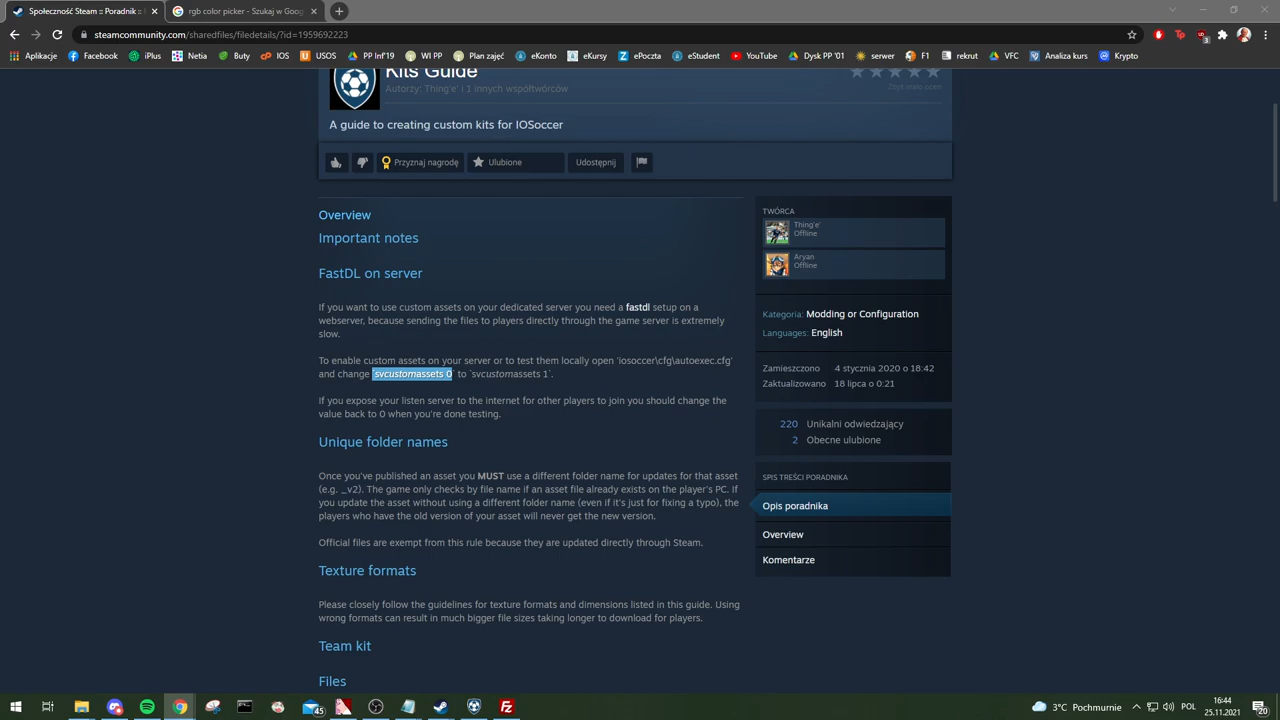 Społeczność Steam :: Poradnik ::
rgb color picker - Szukaj w Goog
steamcommunity.com/sharedfiles/filedetails/?id=1959692223
Aplikacje
Facebook
iPlus
Netia
Buty
IOS
USOS
PP Inf'19
WI PP
Plan zajęć
eKonto
eKursy
ePoczta
eStudent
YouTube
Dysk PP '01
serwer
F1
rekrut
VFC
Analiza kurs
Krypto
Kits Guide
Autorzy: Thing'e' i 1 innych współtwórców
Zbyt mało ocen
A guide to creating custom kits for IOSoccer
Przyznaj nagrodę
Ulubione
Udostępnij
Overview
Important notes
FastDL on server
If you want to use custom assets on your dedicated server you need a fastdl setup on a
webserver, because sending the files to players directly through the game server is extremely
slow.
To enable custom assets on your server or to test them locally open 'iosoccer\cfg\autoexec.cfg'
and change `svcustomassets 0` to `svcustomassets 1`.
If you expose your listen server to the internet for other players to join you should change the
value back to 0 when you're done testing.
Unique folder names
Once you've published an asset you MUST use a different folder name for updates for that asset
(e.g. _v2). The game only checks by file name if an asset file already exists on the player's PC. If
you update the asset without using a different folder name (even if it's just for fixing a typo), the
players who have the old version of your asset will never get the new version.
Official files are exempt from this rule because they are updated directly through Steam.
Texture formats
Please closely follow the guidelines for texture formats and dimensions listed in this guide. Using
wrong formats can result in much bigger file sizes taking longer to download for players.
Team kit
Files
TWÓRCA
Thing'e'
Offline
Aryan
Offline
Kategoria: Modding or Configuration
Languages: English
Zamieszczono 4 stycznia 2020 o 18:42
Zaktualizowano 18 lipca o 0:21
220 Unikalni odwiedzający
2 Obecne ulubione
SPIS TREŚCI PORADNIKA
Opis poradnika
Overview
Komentarze
45
3°C Pochmurnie
POL
16:44
25.11.2021
20